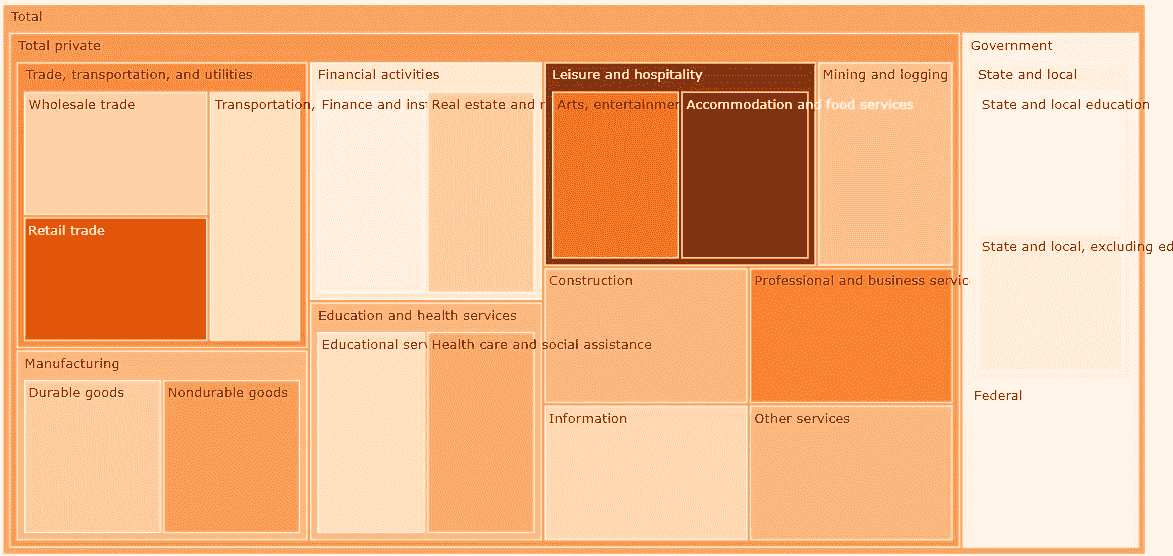 Total
Total private
Government
Trade, transportation, and utilities
Financial activities
Leisure and hospitality
Mining and logging
State and local
Wholesale trade
Transportation,
Finance and ins
Real estate and r
Arts, entertainmen
Accommodation and food services
State and local education
Retail trade
State and local, excluding ed
Construction
Professional and business servic
Education and health services
Educational serv
Health care and social assistance
Manufacturing
Durable goods
Nondurable goods
Federal
Information
Other services